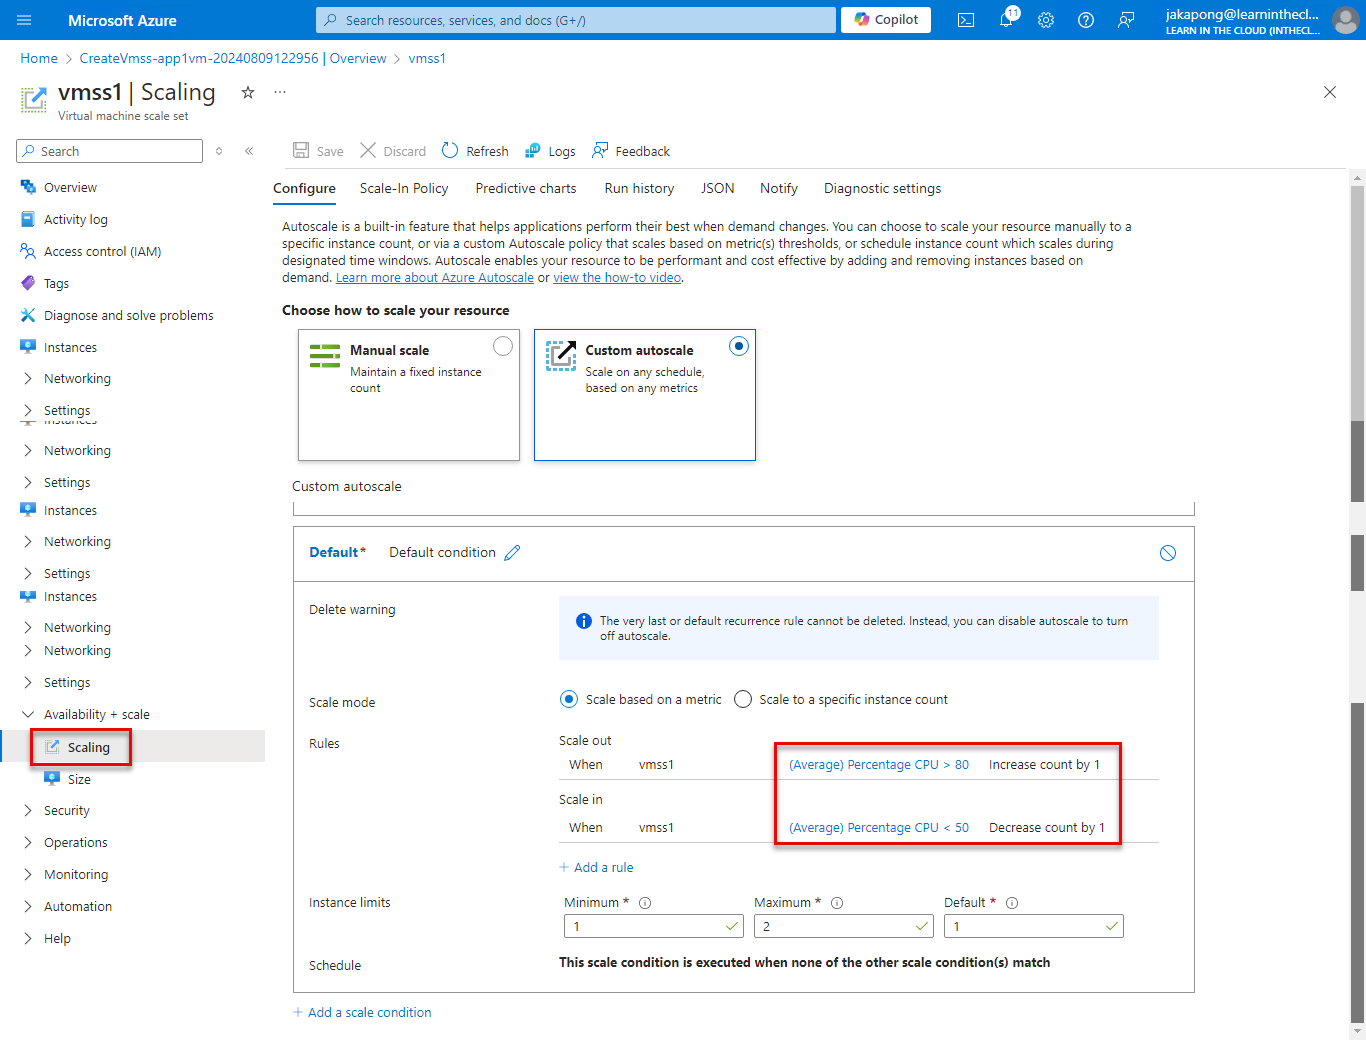 Microsoft Azure
Search resources, services, and docs (G+/)
Copilot
11
jakapong@learninthecl...
LEARN IN THE CLOUD (INTHECL...
Home > CreateVmss-app1vm-20240809122956 | Overview > vmss1
vmss1 | Scaling
Virtual machine scale set
Search
Save
Discard
Refresh
Logs
Feedback
Overview
Activity log
Access control (IAM)
Tags
Diagnose and solve problems
Instances
Networking
Settings
Instances
Networking
Settings
Instances
Networking
Settings
Instances
Networking
Networking
Settings
Availability + scale
Scaling
Size
Security
Operations
Monitoring
Automation
Help
Configure
Scale-In Policy
Predictive charts
Run history
JSON
Notify
Diagnostic settings
Autoscale is a built-in feature that helps applications perform their best when demand changes. You can choose to scale your resource manually to a
specific instance count, or via a custom Autoscale policy that scales based on metric(s) thresholds, or schedule instance count which scales during
designated time windows. Autoscale enables your resource to be performant and cost effective by adding and removing instances based on
demand. Learn more about Azure Autoscale or view the how-to video.
Choose how to scale your resource
Manual scale
Maintain a fixed instance
count
Custom autoscale
Scale on any schedule,
based on any metrics
Custom autoscale
Default* Default condition
Delete warning
The very last or default recurrence rule cannot be deleted. Instead, you can disable autoscale to turn
off autoscale.
Scale mode
Scale based on a metric
Scale to a specific instance count
Rules
Scale out
When vmss1 (Average) Percentage CPU > 80 Increase count by 1
Scale in
When vmss1 (Average) Percentage CPU < 50 Decrease count by 1
+ Add a rule
Instance limits
Minimum *
1
Maximum *
2
Default *
1
Schedule
This scale condition is executed when none of the other scale condition(s) match
+ Add a scale condition